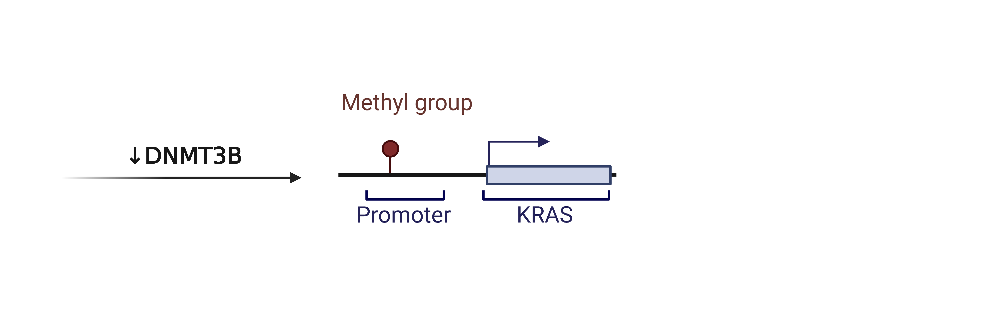 Methyl group
↓DNMT3B
Promoter
KRAS